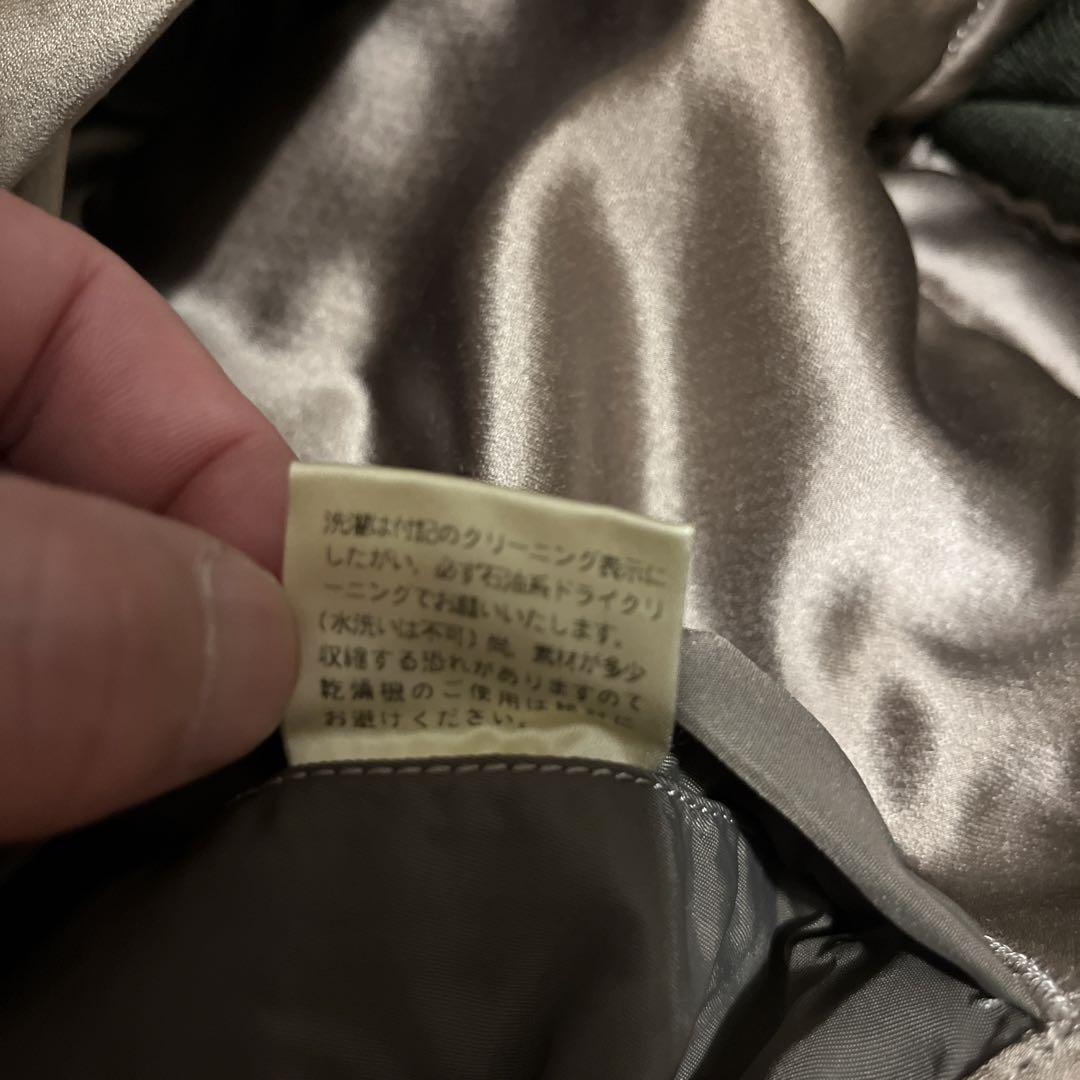 洗濯は付記のクリーニング表示に
したがい、必ず石油系ドライクリ
ーニングでお願いいたします。
(水洗いは不可)尚、素材が多少
収縮する恐れがありますので
乾燥機のご使用は絶対に
お避けください。